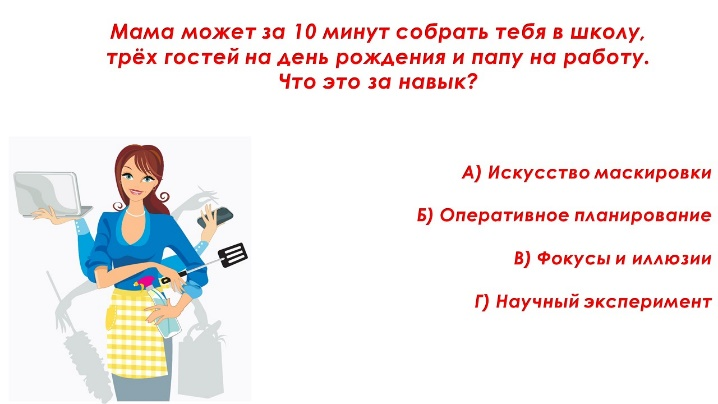 Мама может за 10 минут собрать тебя в школу,
трёх гостей на день рождения и папу на работу.
Что это за навык?
А) Искусство маскировки
Б) Оперативное планирование
В) Фокусы и иллюзии
Г) Научный эксперимент